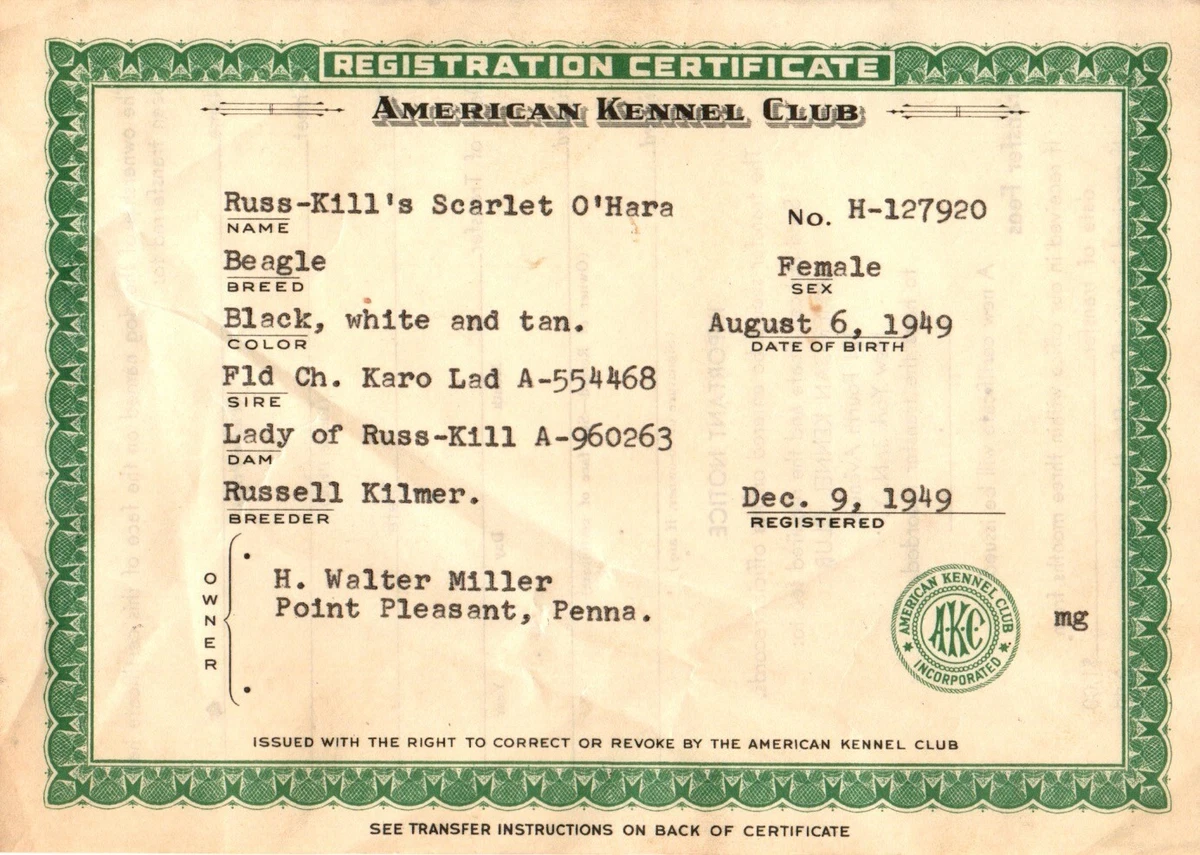 REGISTRATION CERTIFICATE
AMERICAN KENNEL CLUB
Russ-Kill's Scarlet O'Hara No. H-127920
NAME
Beagle Female
BREED SEX
Black, white and tan. August 6, 1949
COLOR DATE OF BIRTH
Fld Ch. Karo Lad A-554468
SIRE
Lady of Russ-Kill A-960263
DAM
Russell Kilmer. Dec. 9, 1949
BREEDER REGISTERED
OWNER
H. Walter Miller
Point Pleasant, Penna.
AMERICAN KENNEL CLUB
A·K·C
INCORPORATED
mg
ISSUED WITH THE RIGHT TO CORRECT OR REVOKE BY THE AMERICAN KENNEL CLUB
SEE TRANSFER INSTRUCTIONS ON BACK OF CERTIFICATE